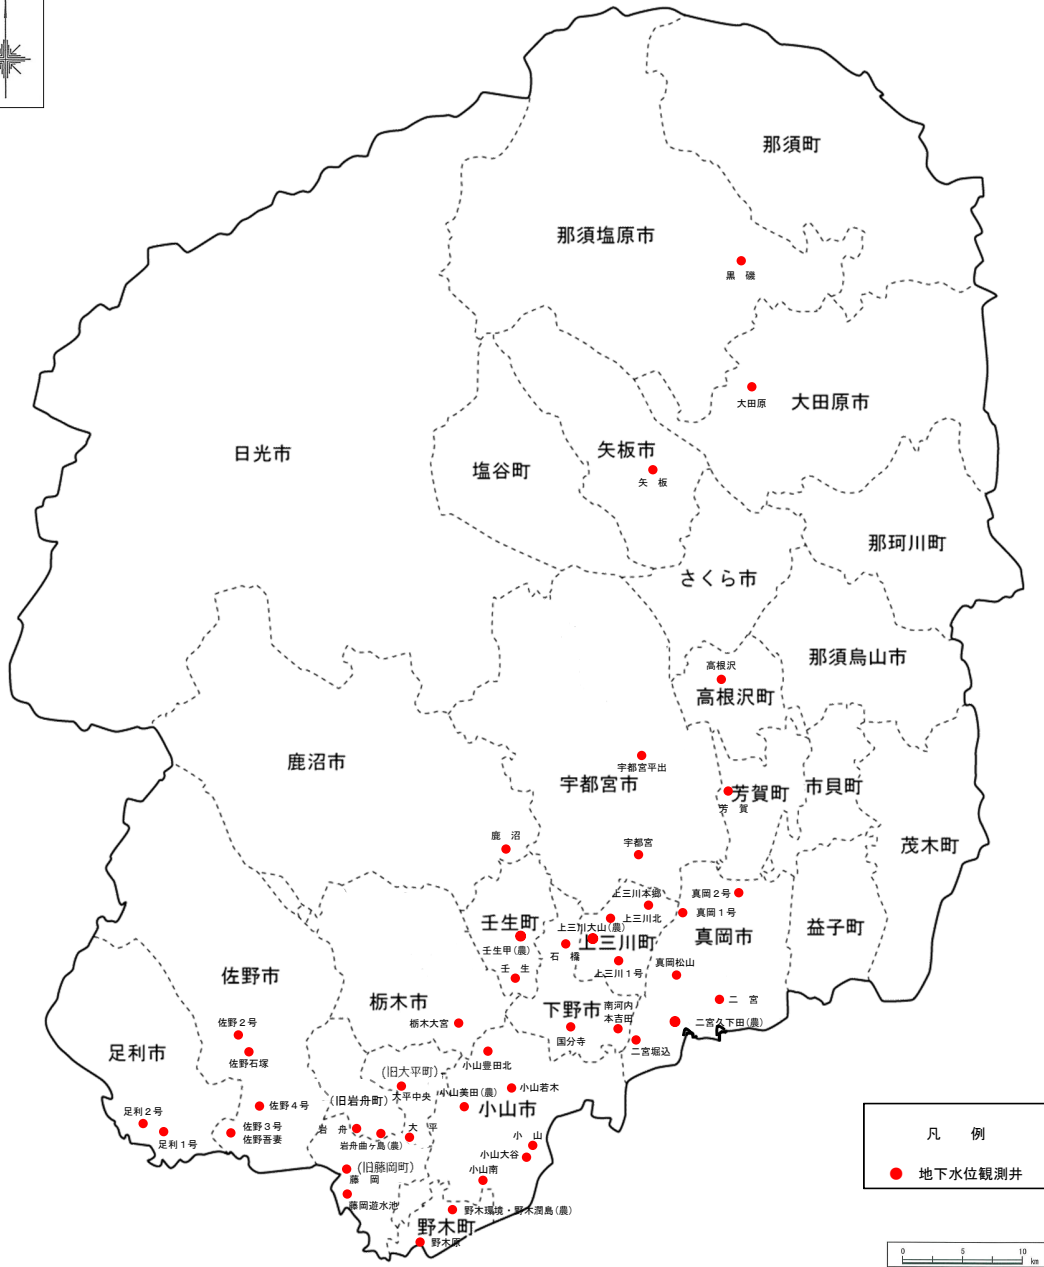 那須町
那須塩原市
黒　磯
大田原
大田原市
矢板市
矢　板
日光市
塩谷町
那珂川町
さくら市
那須烏山市
高根沢
高根沢町
鹿沼市
宇都宮平出
宇都宮市
芳賀町
芳　賀
市貝町
茂木町
鹿　沼
宇都宮
上三川本郷
上三川北
真岡２号
真岡１号
真岡市
益子町
壬生町
壬生甲(農)
壬　生
上三川大山(農)
上三川町
石　橋
上三川１号
真岡松山
二　宮
二宮久下田(農)
佐野市
栃木市
栃木大宮
下野市
国分寺
南河内
本吉田
二宮堀込
佐野２号
佐野石塚
足利市
小山豊田北
(旧大平町)
大平中央
小山美田(農)
小山若木
小山市
佐野４号
(旧岩舟町)
足利２号
足利１号
佐野３号
佐野吾妻
岩　舟
岩舟曲ヶ島(農)
大　平
小　山
小山大谷
小山南
(旧藤岡町)
藤　岡
藤岡遊水池
野木環境・野木潤島(農)
野木町
野木原
凡　例
地下水位観測井
0 5 10 km